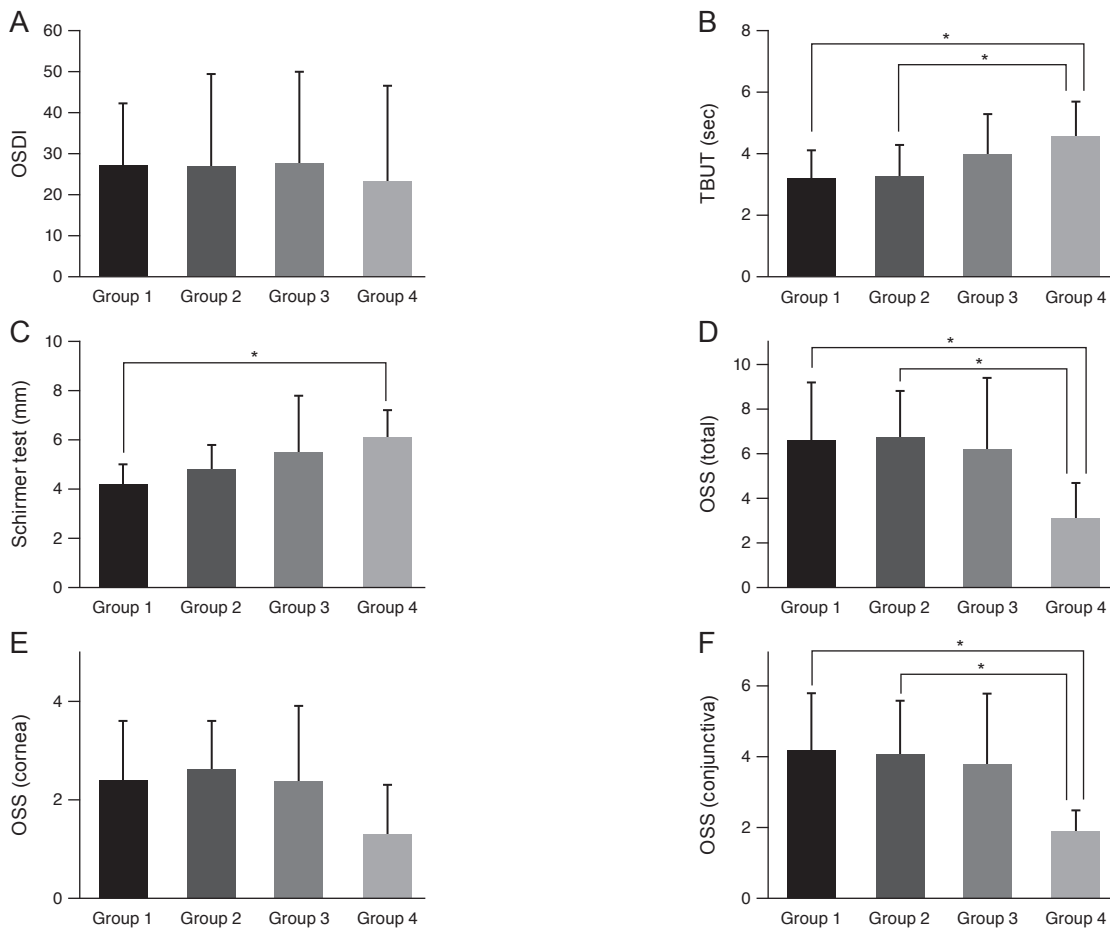 A
OSDI
60
50
40
30
20
10
0
Group 1 Group 2 Group 3 Group 4
B
TBUT (sec)
8
6
4
2
0
* 
*
Group 1 Group 2 Group 3 Group 4
C
Schirmer test (mm)
10
8
6
4
2
0
*
Group 1 Group 2 Group 3 Group 4
D
OSS (total)
10
8
6
4
2
0
*
*
Group 1 Group 2 Group 3 Group 4
E
OSS (cornea)
4
2
0
Group 1 Group 2 Group 3 Group 4
F
OSS (conjunctiva)
6
4
2
0
*
*
Group 1 Group 2 Group 3 Group 4